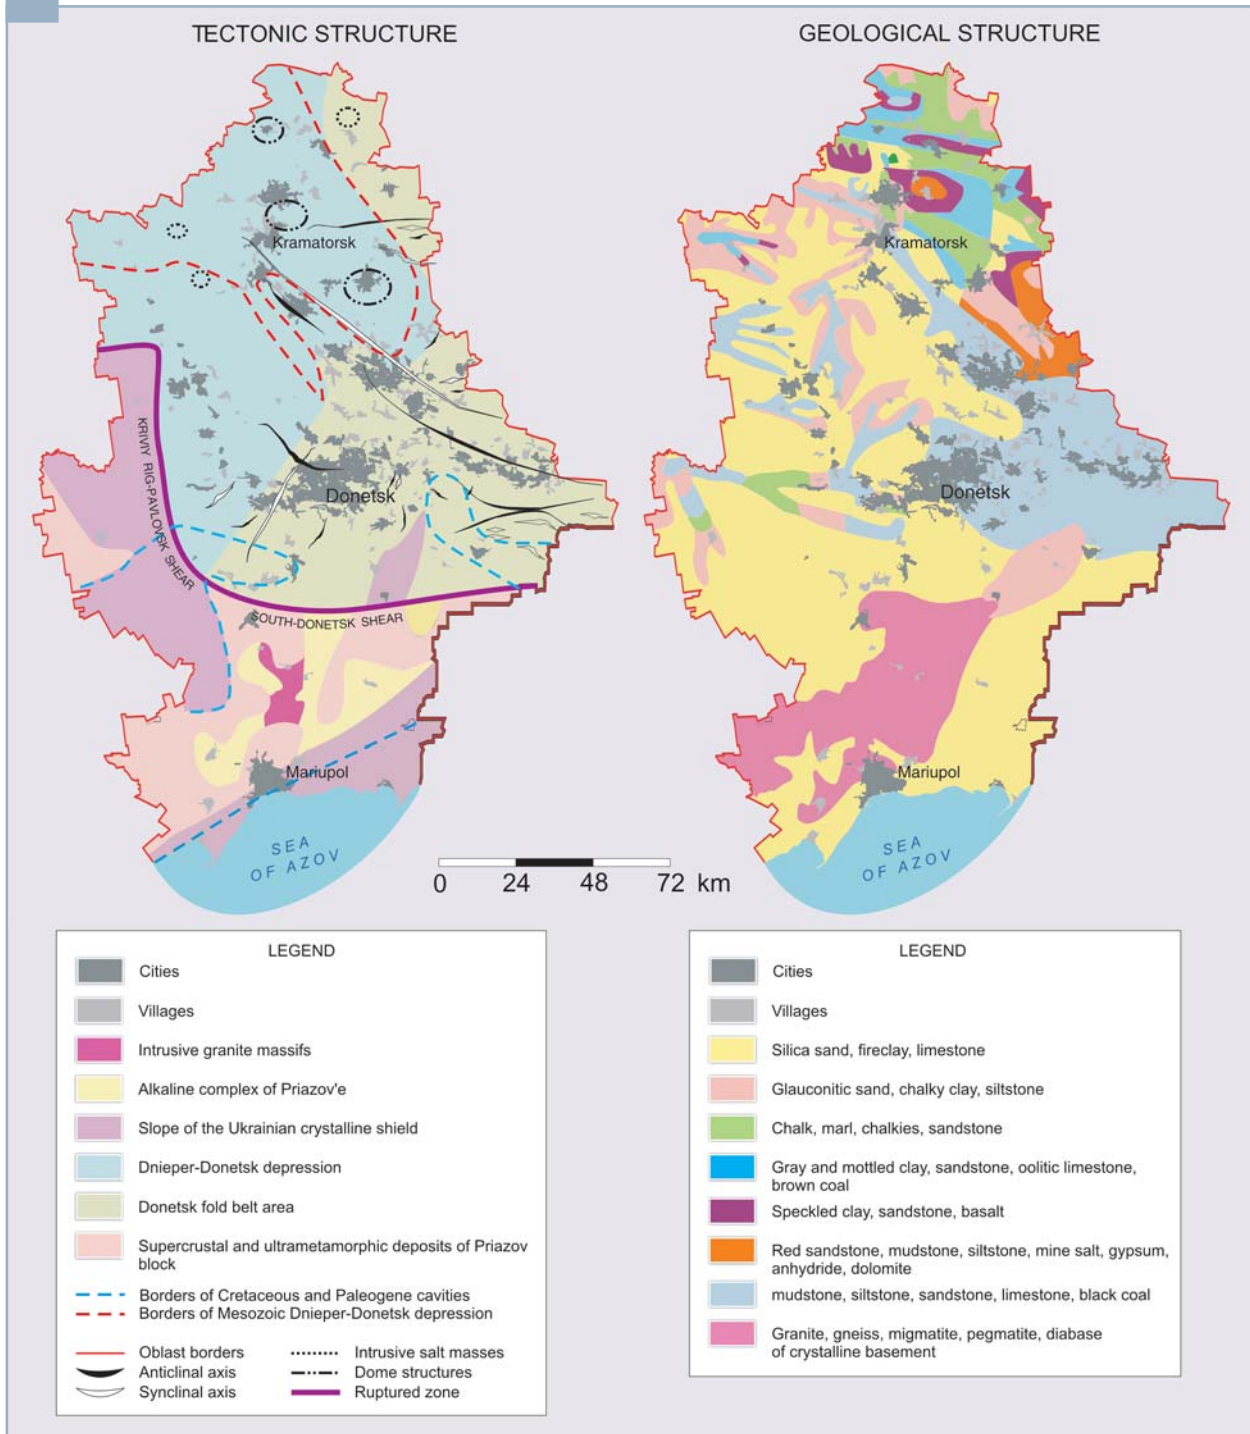 TECTONIC STRUCTURE
Kramatorsk
Donetsk
KRIVIY RIG-PAVLOVSK SHEAR
SOUTH-DONETSK SHEAR
Mariupol
SEA
OF AZOV
GEOLOGICAL STRUCTURE
Kramatorsk
Donetsk
Mariupol
SEA
OF AZOV
0 24 48 72 km
LEGEND
Cities
Villages
Intrusive granite massifs
Alkaline complex of Priazov'e
Slope of the Ukrainian crystalline shield
Dnieper-Donetsk depression
Donetsk fold belt area
Supercrustal and ultrametamorphic deposits of Priazov
block
Borders of Cretaceous and Paleogene cavities
Borders of Mesozoic Dnieper-Donetsk depression
Oblast borders
Anticlinal axis
Synclinal axis
Intrusive salt masses
Dome structures
Ruptured zone
LEGEND
Cities
Villages
Silica sand, fireclay, limestone
Glauconitic sand, chalky clay, siltstone
Chalk, marl, chalkies, sandstone
Gray and mottled clay, sandstone, oolitic limestone,
brown coal
Speckled clay, sandstone, basalt
Red sandstone, mudstone, siltstone, mine salt, gypsum,
anhydride, dolomite
mudstone, siltstone, sandstone, limestone, black coal
Granite, gneiss, migmatite, pegmatite, diabase
of crystalline basement